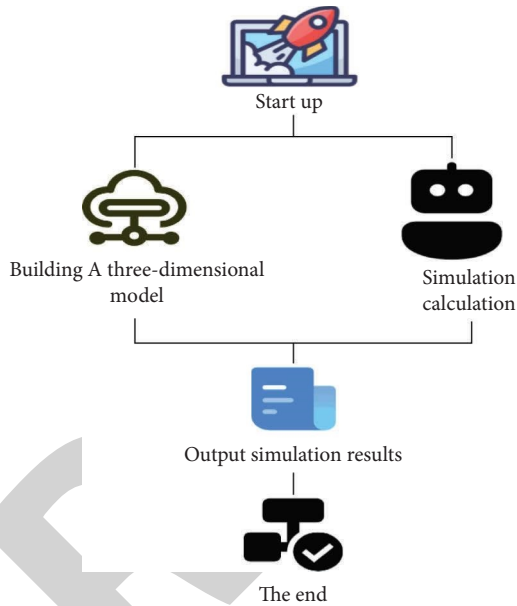 Start up
Building A three-dimensional
model
Simulation
calculation
Output simulation results
The end